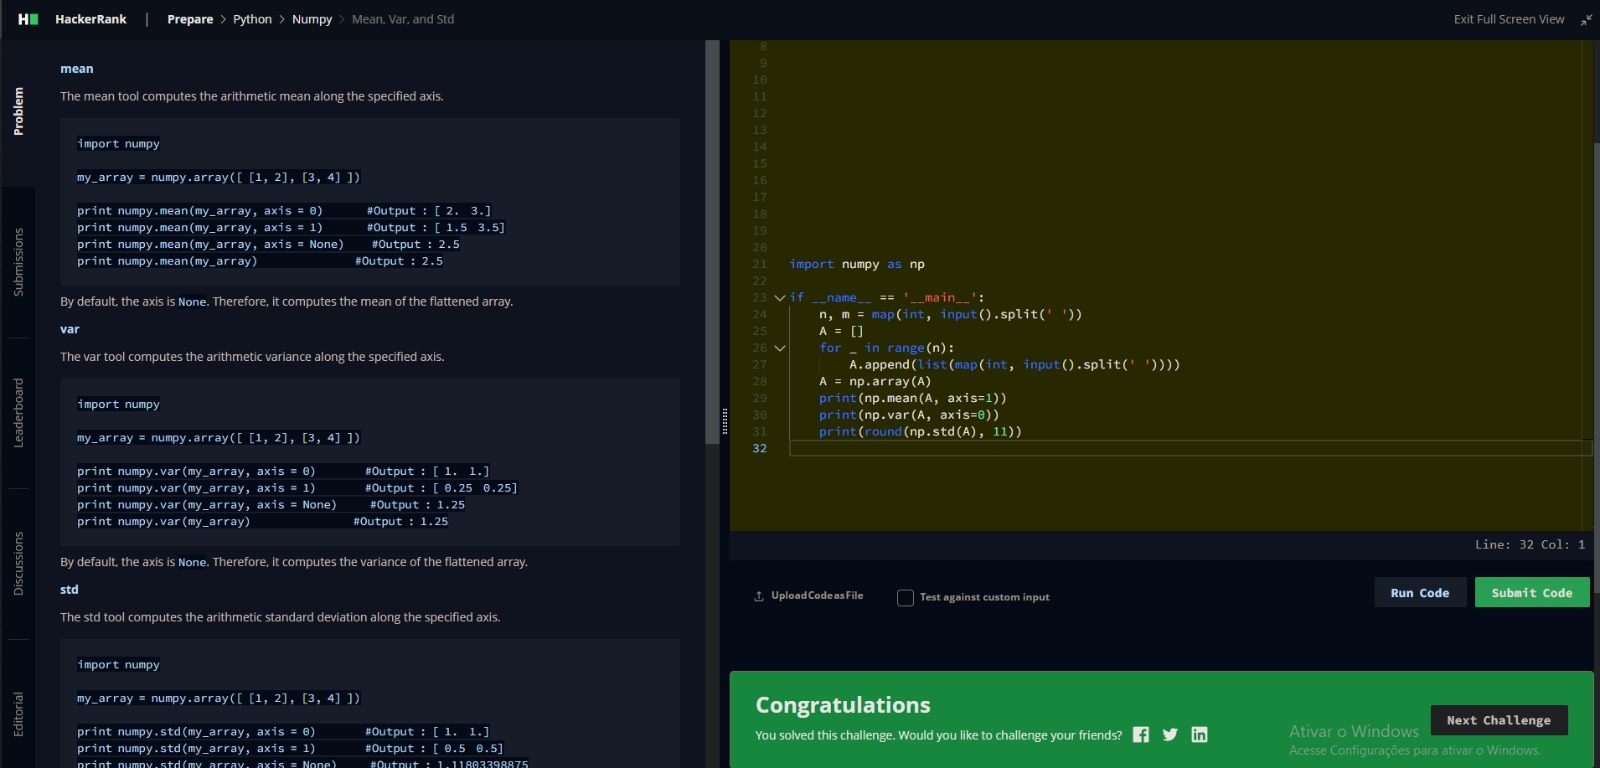 HackerRank | Prepare > Python > Numpy > Mean, Var, and Std
Exit Full Screen View
Problem
Submissions
Leaderboard
Discussions
Editorial
mean
The mean tool computes the arithmetic mean along the specified axis.
import numpy
my_array = numpy.array([ [1, 2], [3, 4] ])
print numpy.mean(my_array, axis = 0)      #Output : [ 2.  3.]
print numpy.mean(my_array, axis = 1)      #Output : [ 1.5  3.5]
print numpy.mean(my_array, axis = None)    #Output : 2.5
print numpy.mean(my_array)             #Output : 2.5
By default, the axis is None. Therefore, it computes the mean of the flattened array.
var
The var tool computes the arithmetic variance along the specified axis.
import numpy
my_array = numpy.array([ [1, 2], [3, 4] ])
print numpy.var(my_array, axis = 0)       #Output : [ 1.  1.]
print numpy.var(my_array, axis = 1)       #Output : [ 0.25  0.25]
print numpy.var(my_array, axis = None)     #Output : 1.25
print numpy.var(my_array)              #Output : 1.25
By default, the axis is None. Therefore, it computes the variance of the flattened array.
std
The std tool computes the arithmetic standard deviation along the specified axis.
import numpy
my_array = numpy.array([ [1, 2], [3, 4] ])
print numpy.std(my_array, axis = 0)       #Output : [ 1.  1.]
print numpy.std(my_array, axis = 1)       #Output : [ 0.5  0.5]
print numpy.std(my_array, axis = None)     #Output : 1.11803398875
8
9
10
11
12
13
14
15
16
17
18
19
20
21 import numpy as np
22
23 if __name__ == '__main__':
24     n, m = map(int, input().split(' '))
25     A = []
26     for _ in range(n):
27         A.append(list(map(int, input().split(' '))))
28     A = np.array(A)
29     print(np.mean(A, axis=1))
30     print(np.var(A, axis=0))
31     print(round(np.std(A), 11))
32
Line: 32 Col: 1
Upload Code as File
Test against custom input
Run Code
Submit Code
Congratulations
You solved this challenge. Would you like to challenge your friends?
Next Challenge
Ativar o Windows
Acesse Configurações para ativar o Windows.